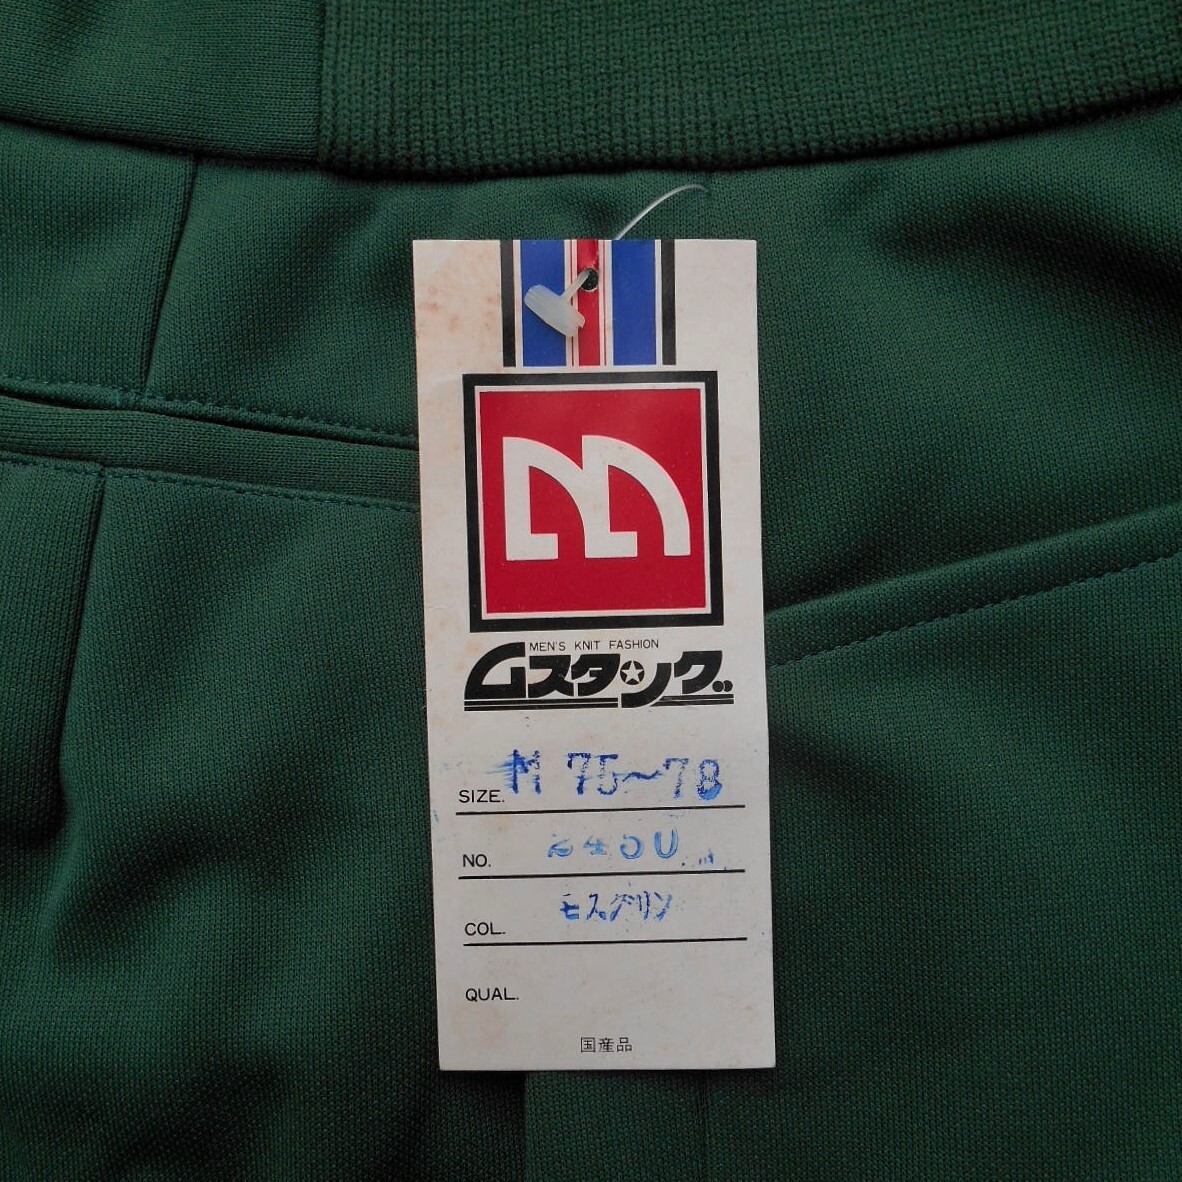 MEN'S KNIT FASHION
ムスタング
SIZE. M 75~78
NO. 2450
COL. モスグリン
QUAL.
国産品